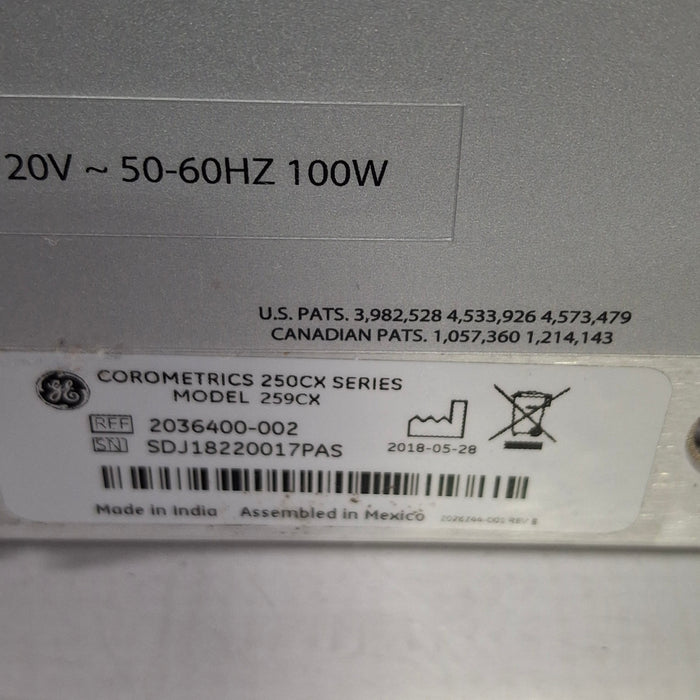 20V ~ 50-60HZ 100W
U.S. PATS. 3,982,528 4,533,926 4,573,479
CANADIAN PATS. 1,057,360 1,214,143
GE
COROMETRICS 250CX SERIES
MODEL 259CX
REF 2036400-002
SN SDJ18220017PAS
2018-05-28
Made in India Assembled in Mexico